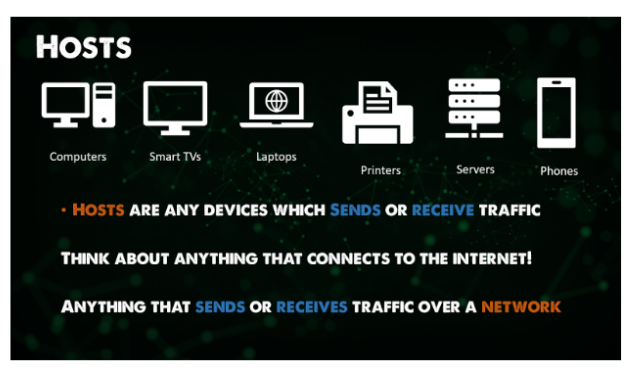 HOSTS
Computers Smart TVs Laptops Printers Servers Phones
• HOSTS ARE ANY DEVICES WHICH SENDS OR RECEIVE TRAFFIC
THINK ABOUT ANYTHING THAT CONNECTS TO THE INTERNET!
ANYTHING THAT SENDS OR RECEIVES TRAFFIC OVER A NETWORK